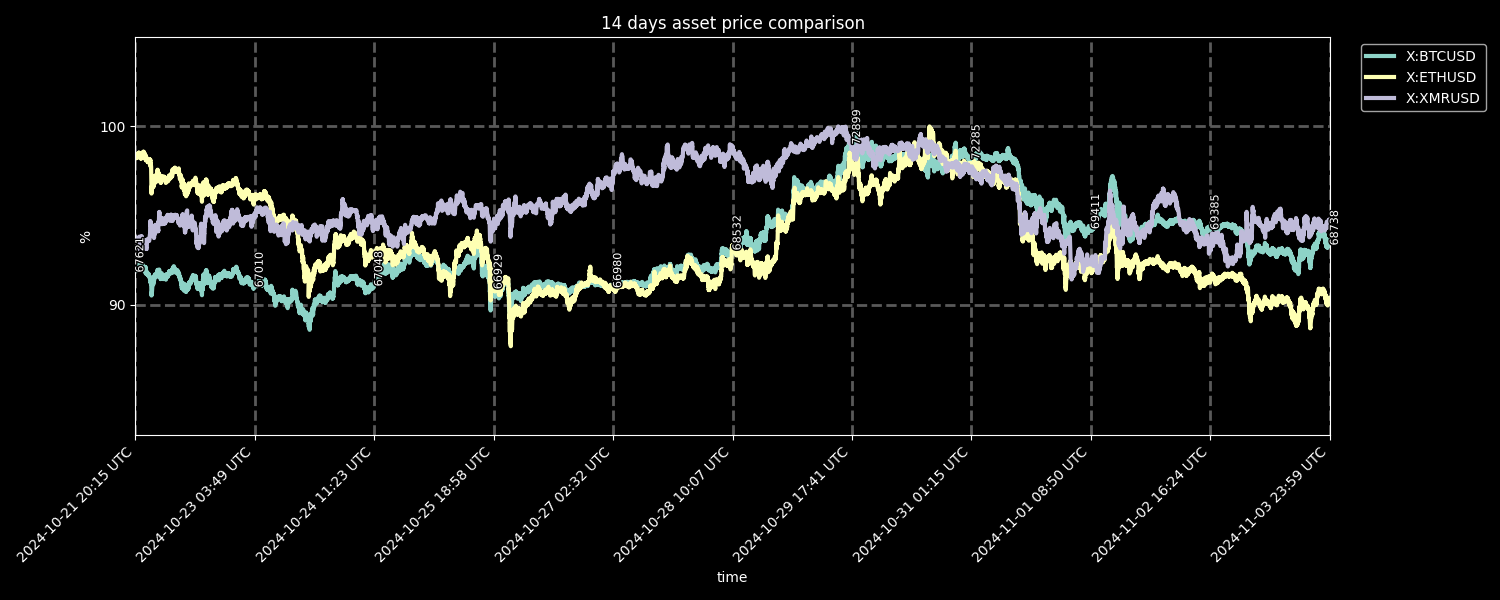 14 days asset price comparison
X:BTCUSD
X:ETHUSD
X:XMRUSD
100
90
%
67010
67048
66929
66980
68532
72899
72285
69411
69385
68738
2024-10-21 20:15 UTC
2024-10-23 03:49 UTC
2024-10-24 11:23 UTC
2024-10-25 18:58 UTC
2024-10-27 02:32 UTC
2024-10-28 10:07 UTC
2024-10-29 17:41 UTC
2024-10-31 01:15 UTC
2024-11-01 08:50 UTC
2024-11-02 16:24 UTC
2024-11-03 23:59 UTC
time